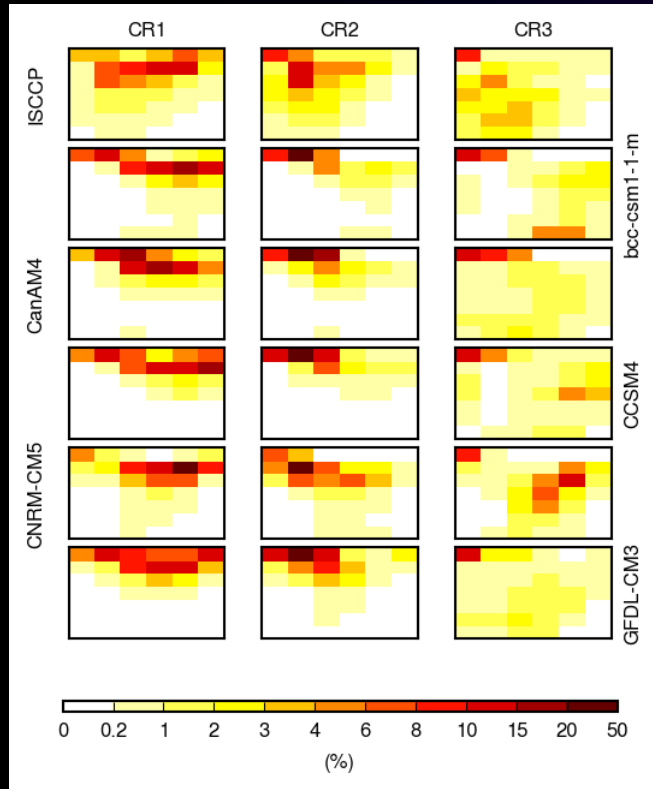 CR1 CR2 CR3
ISCCP
bcc-csm1-1-m
CanAM4
CCSM4
CNRM-CM5
GFDL-CM3
0 0.2 1 2 3 4 6 8 10 15 20 50
(%)